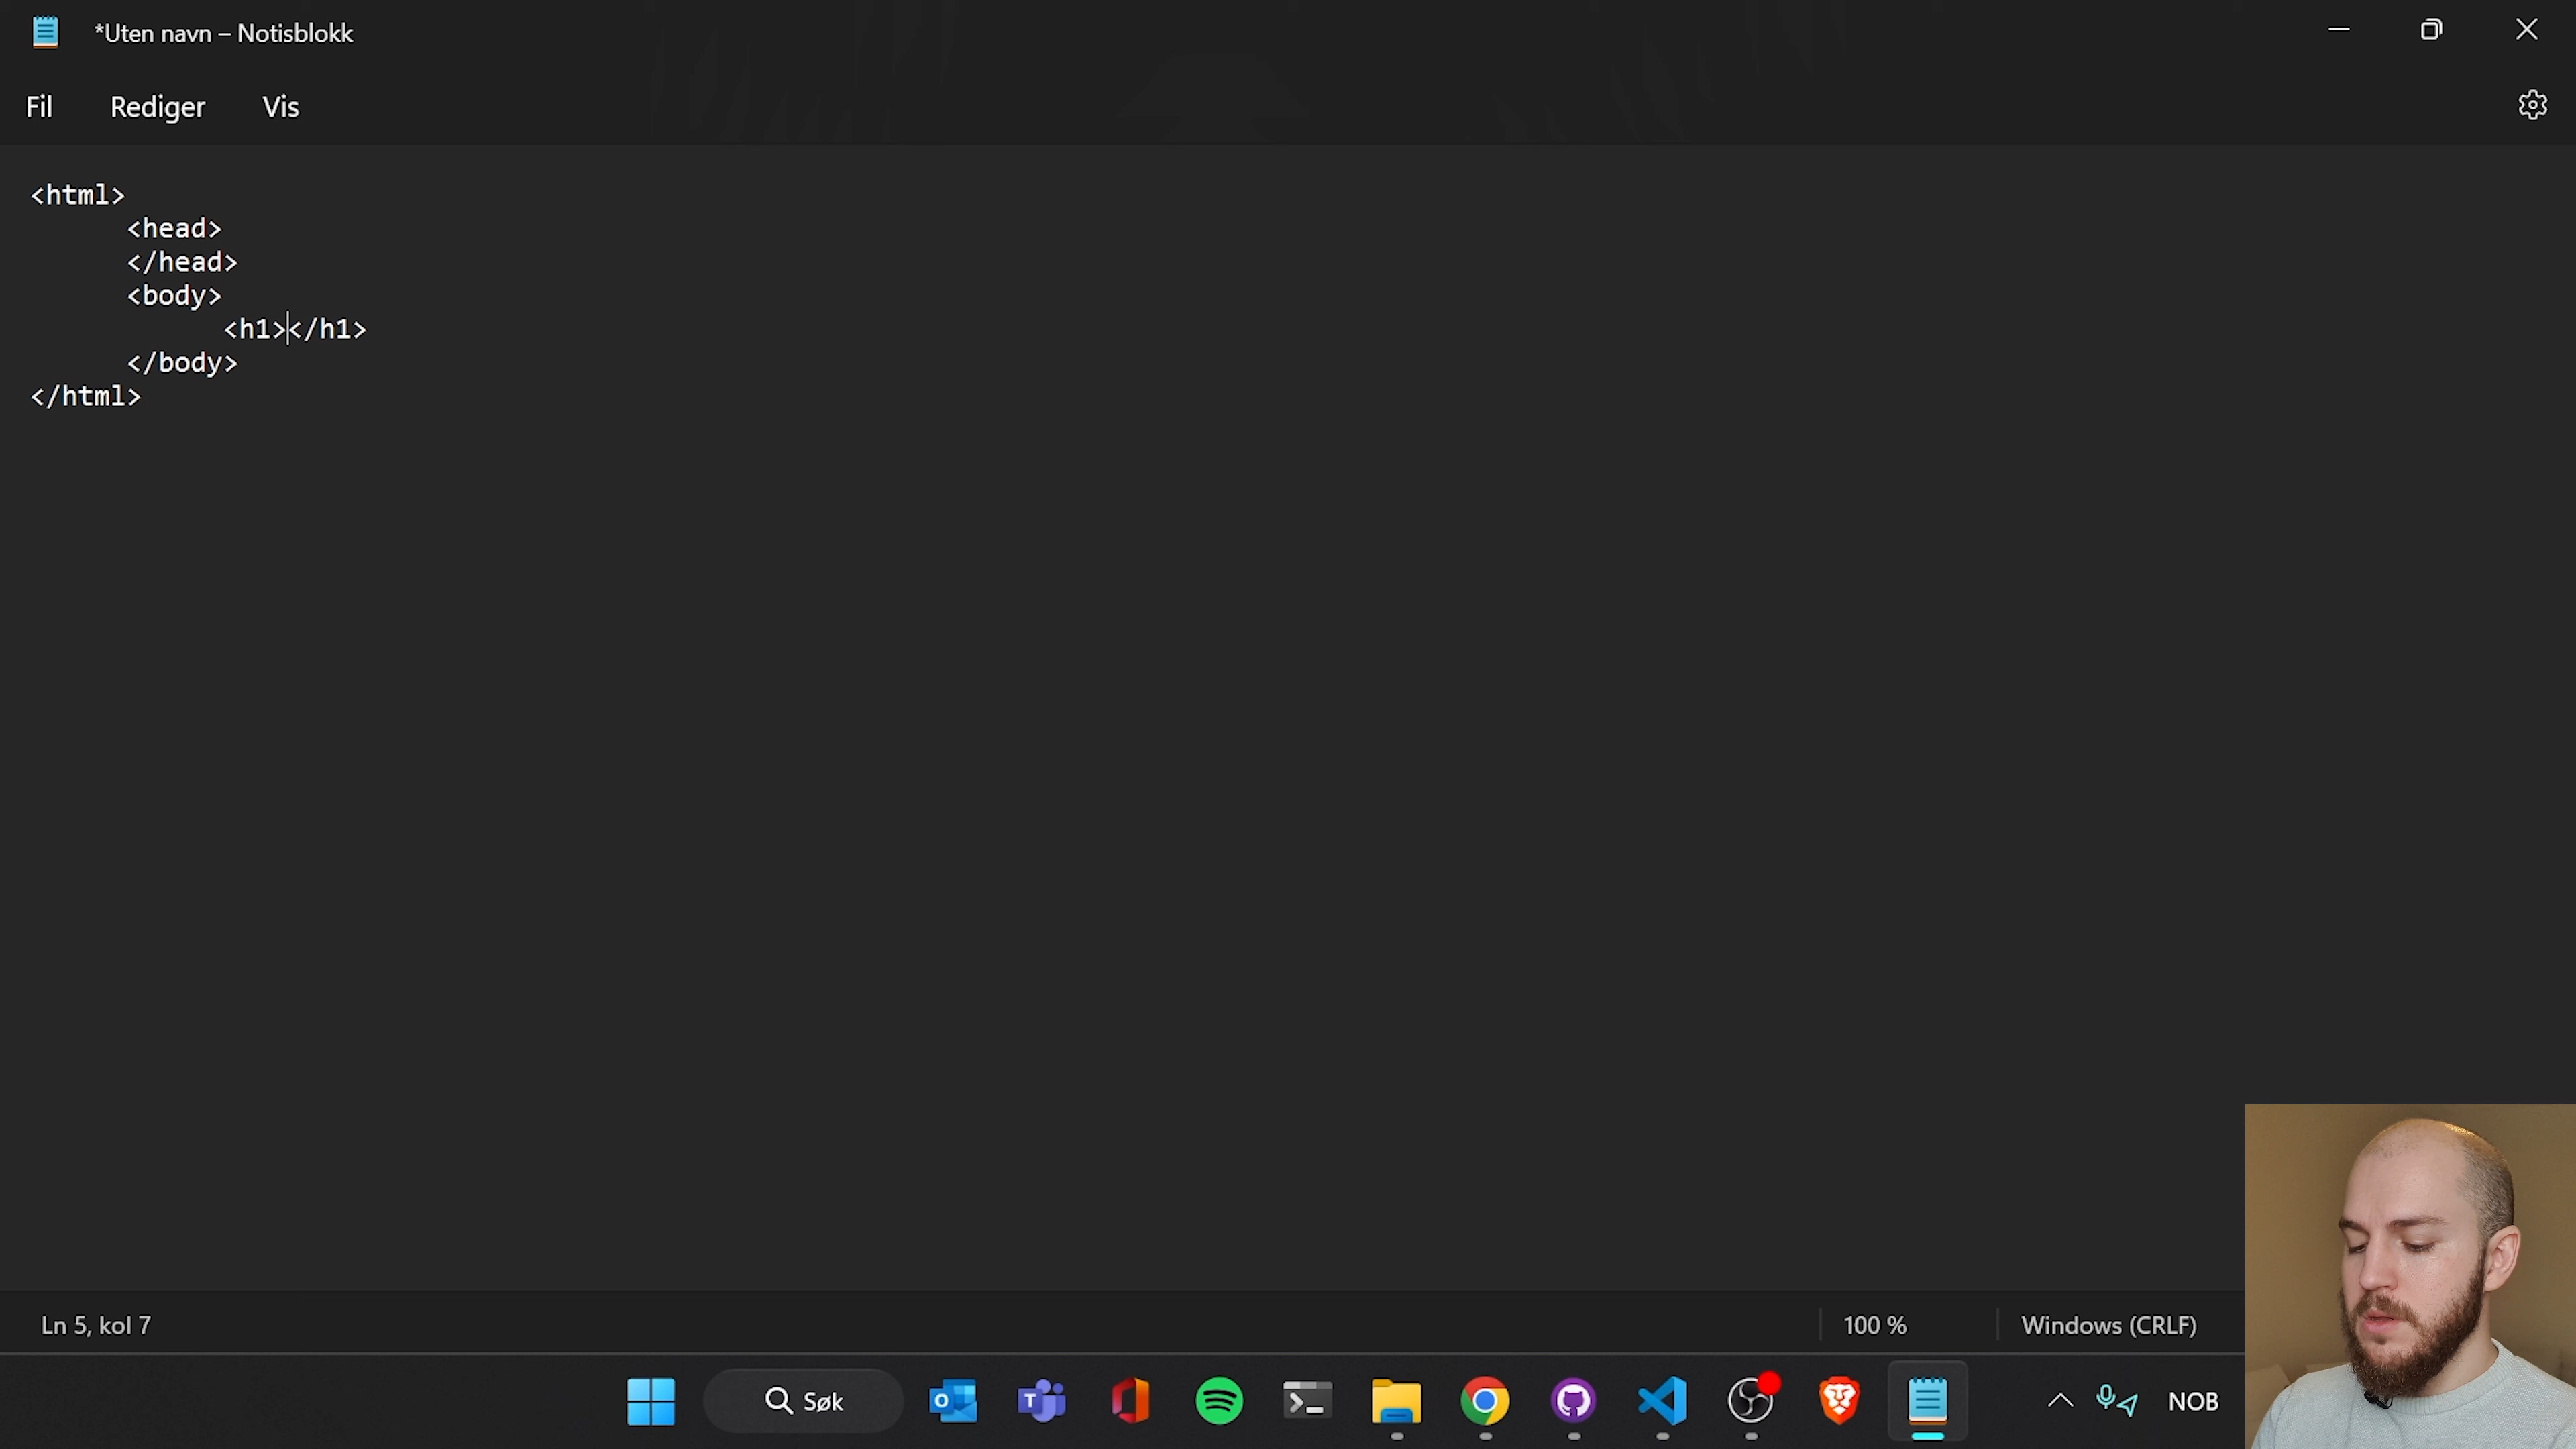 *Uten navn – Notisblokk
Fil Rediger Vis
<html>
<head>
</head>
<body>
<h1></h1>
</body>
</html>
Ln 5, kol 7 100 % Windows (CRLF)
Søk NOB